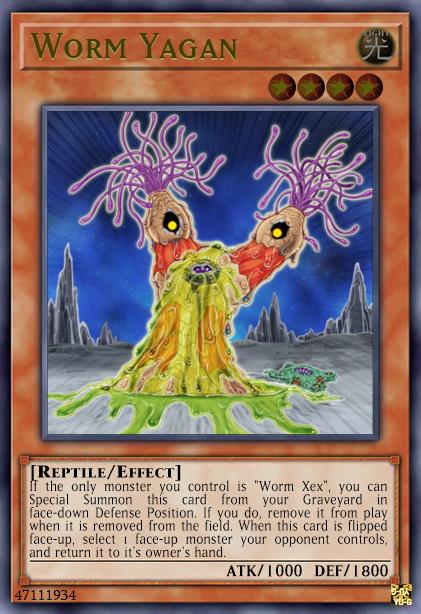 Worm Yagan
LIGHT
光
[Reptile/Effect]
If the only monster you control is "Worm Xex", you can
Special Summon this card from your Graveyard in
face-down Defense Position. If you do, remove it from play
when it is removed from the field. When this card is flipped
face-up, select 1 face-up monster your opponent controls,
and return it to it's owner's hand.
ATK/1000 DEF/1800
47111934